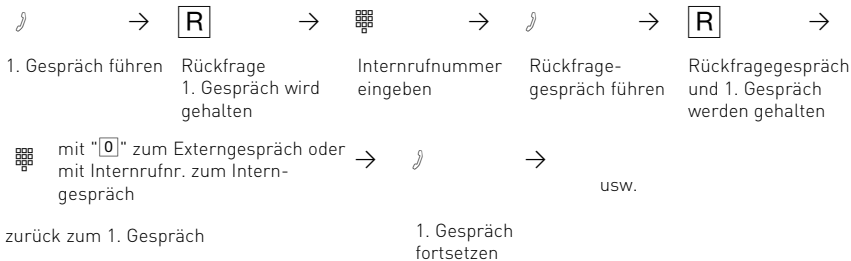 R
R
1. Gespräch führen
Rückfrage
1. Gespräch wird
gehalten
Internrufnummer
eingeben
Rückfrage-
gespräch führen
Rückfragegespräch
und 1. Gespräch
werden gehalten
mit "0" zum Externgespräch oder
mit Internrufnr. zum Intern-
gespräch
usw.
zurück zum 1. Gespräch
1. Gespräch
fortsetzen